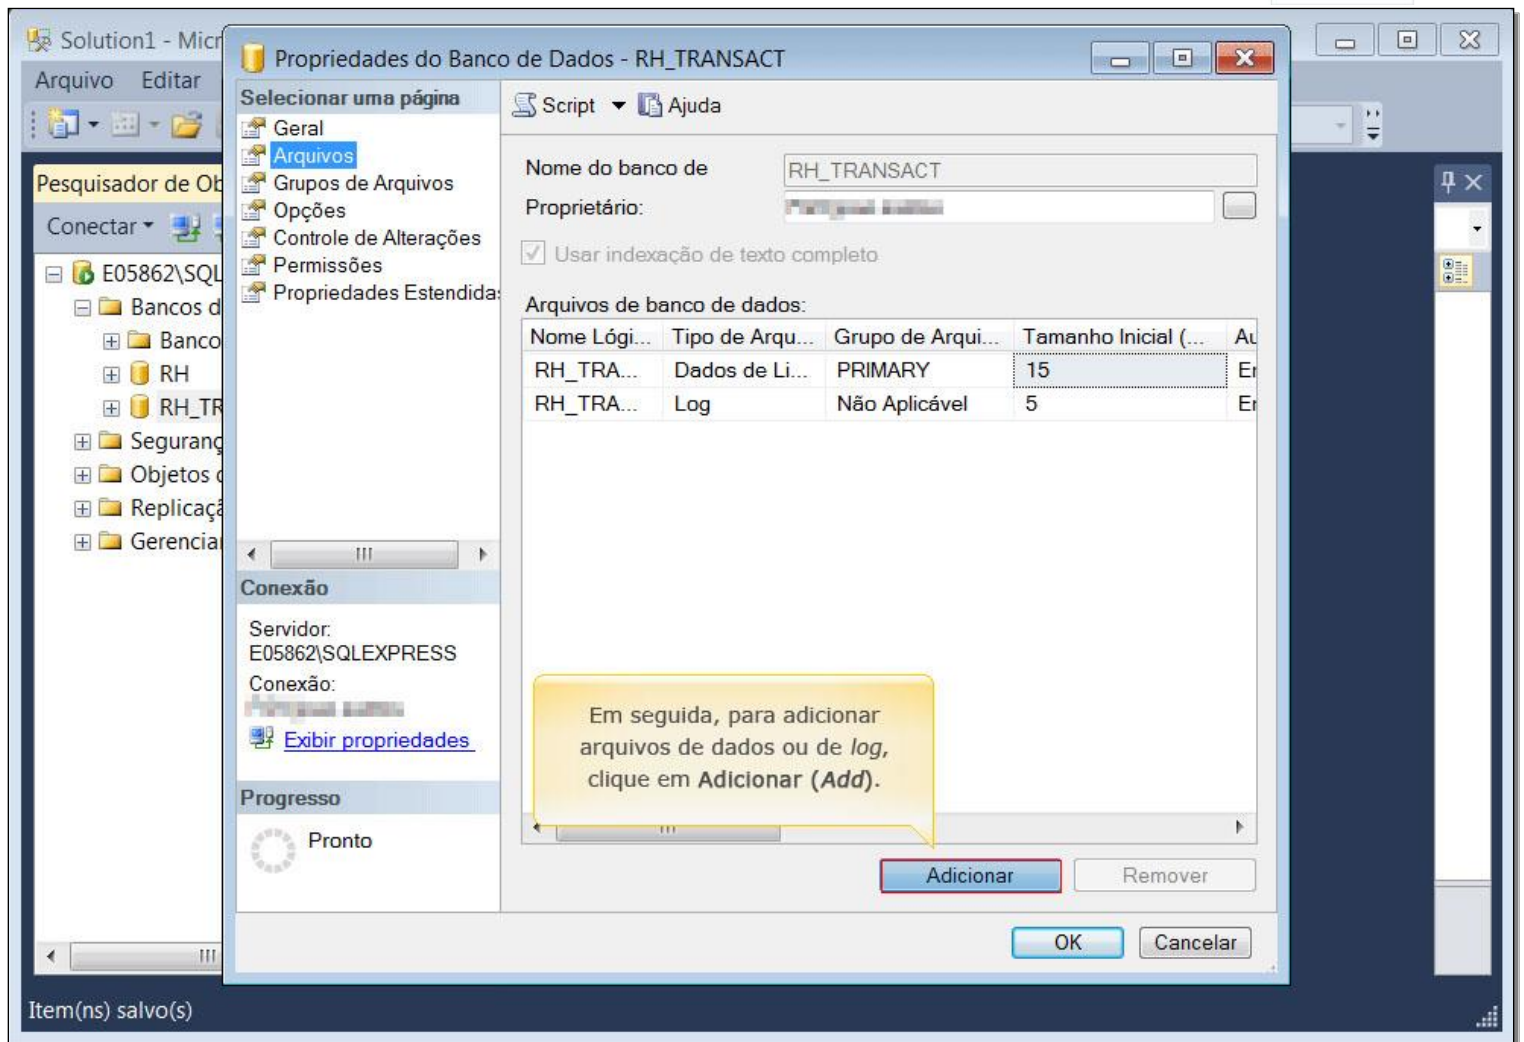 Solution1 - Micr
Arquivo Editar
Pesquisador de Ob
Conectar
E05862\SQL
Bancos d
Banco
RH
RH_TR
Seguranç
Objetos d
Replicaçã
Gerenciar
Item(ns) salvo(s)
Propriedades do Banco de Dados - RH_TRANSACT
Selecionar uma página
Geral
Arquivos
Grupos de Arquivos
Opções
Controle de Alterações
Permissões
Propriedades Estendidas
Conexão
Servidor:
E05862\SQLEXPRESS
Conexão:
Exibir propriedades
Progresso
Pronto
Script Ajuda
Nome do banco de RH_TRANSACT
Proprietário:
Usar indexação de texto completo
Arquivos de banco de dados:
Nome Lógi... Tipo de Arqu... Grupo de Arqui... Tamanho Inicial (... Au
RH_TRA... Dados de Li... PRIMARY 15 Er
RH_TRA... Log Não Aplicável 5 Er
Em seguida, para adicionar
arquivos de dados ou de log,
clique em Adicionar (Add).
Adicionar Remover
OK Cancelar